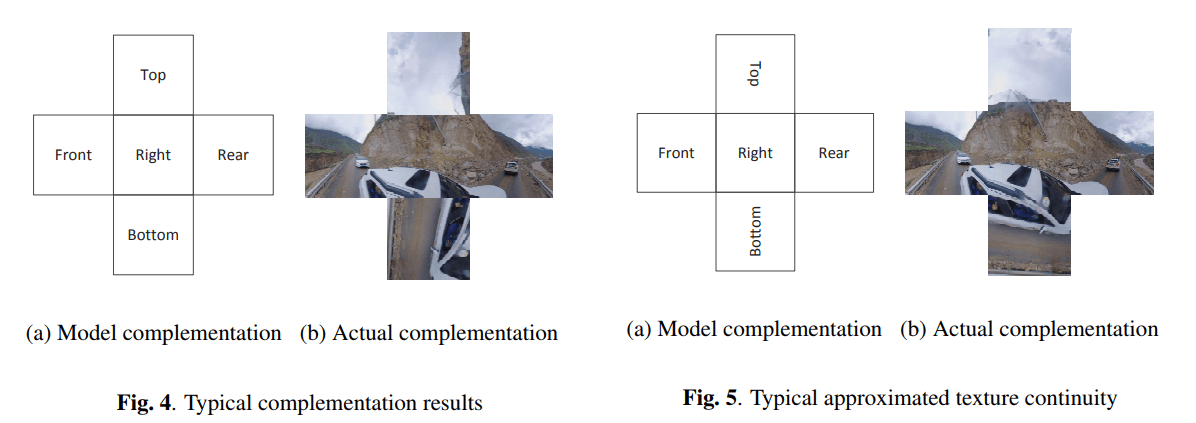 Top
Front Right Rear
Bottom
(a) Model complementation (b) Actual complementation
Fig. 4. Typical complementation results
Top
Front Right Rear
Bottom
(a) Model complementation (b) Actual complementation
Fig. 5. Typical approximated texture continuity